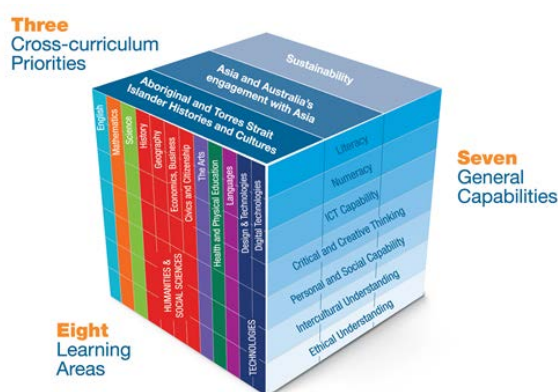 Three
Cross-curriculum
Priorities
Sustainability
Asia and Australia's
engagement with Asia
Aboriginal and Torres Strait
Islander Histories and Cultures
English
Mathematics
Science
History
Geography
Economics, Business
Civics and Citizenship
HUMANITIES &
SOCIAL SCIENCES
The Arts
Health and Physical Education
Languages
Design & Technologies
Digital Technologies
TECHNOLOGIES
Literacy
Numeracy
ICT Capability
Critical and Creative Thinking
Personal and Social Capability
Intercultural Understanding
Ethical Understanding
Seven
General
Capabilities
Eight
Learning
Areas